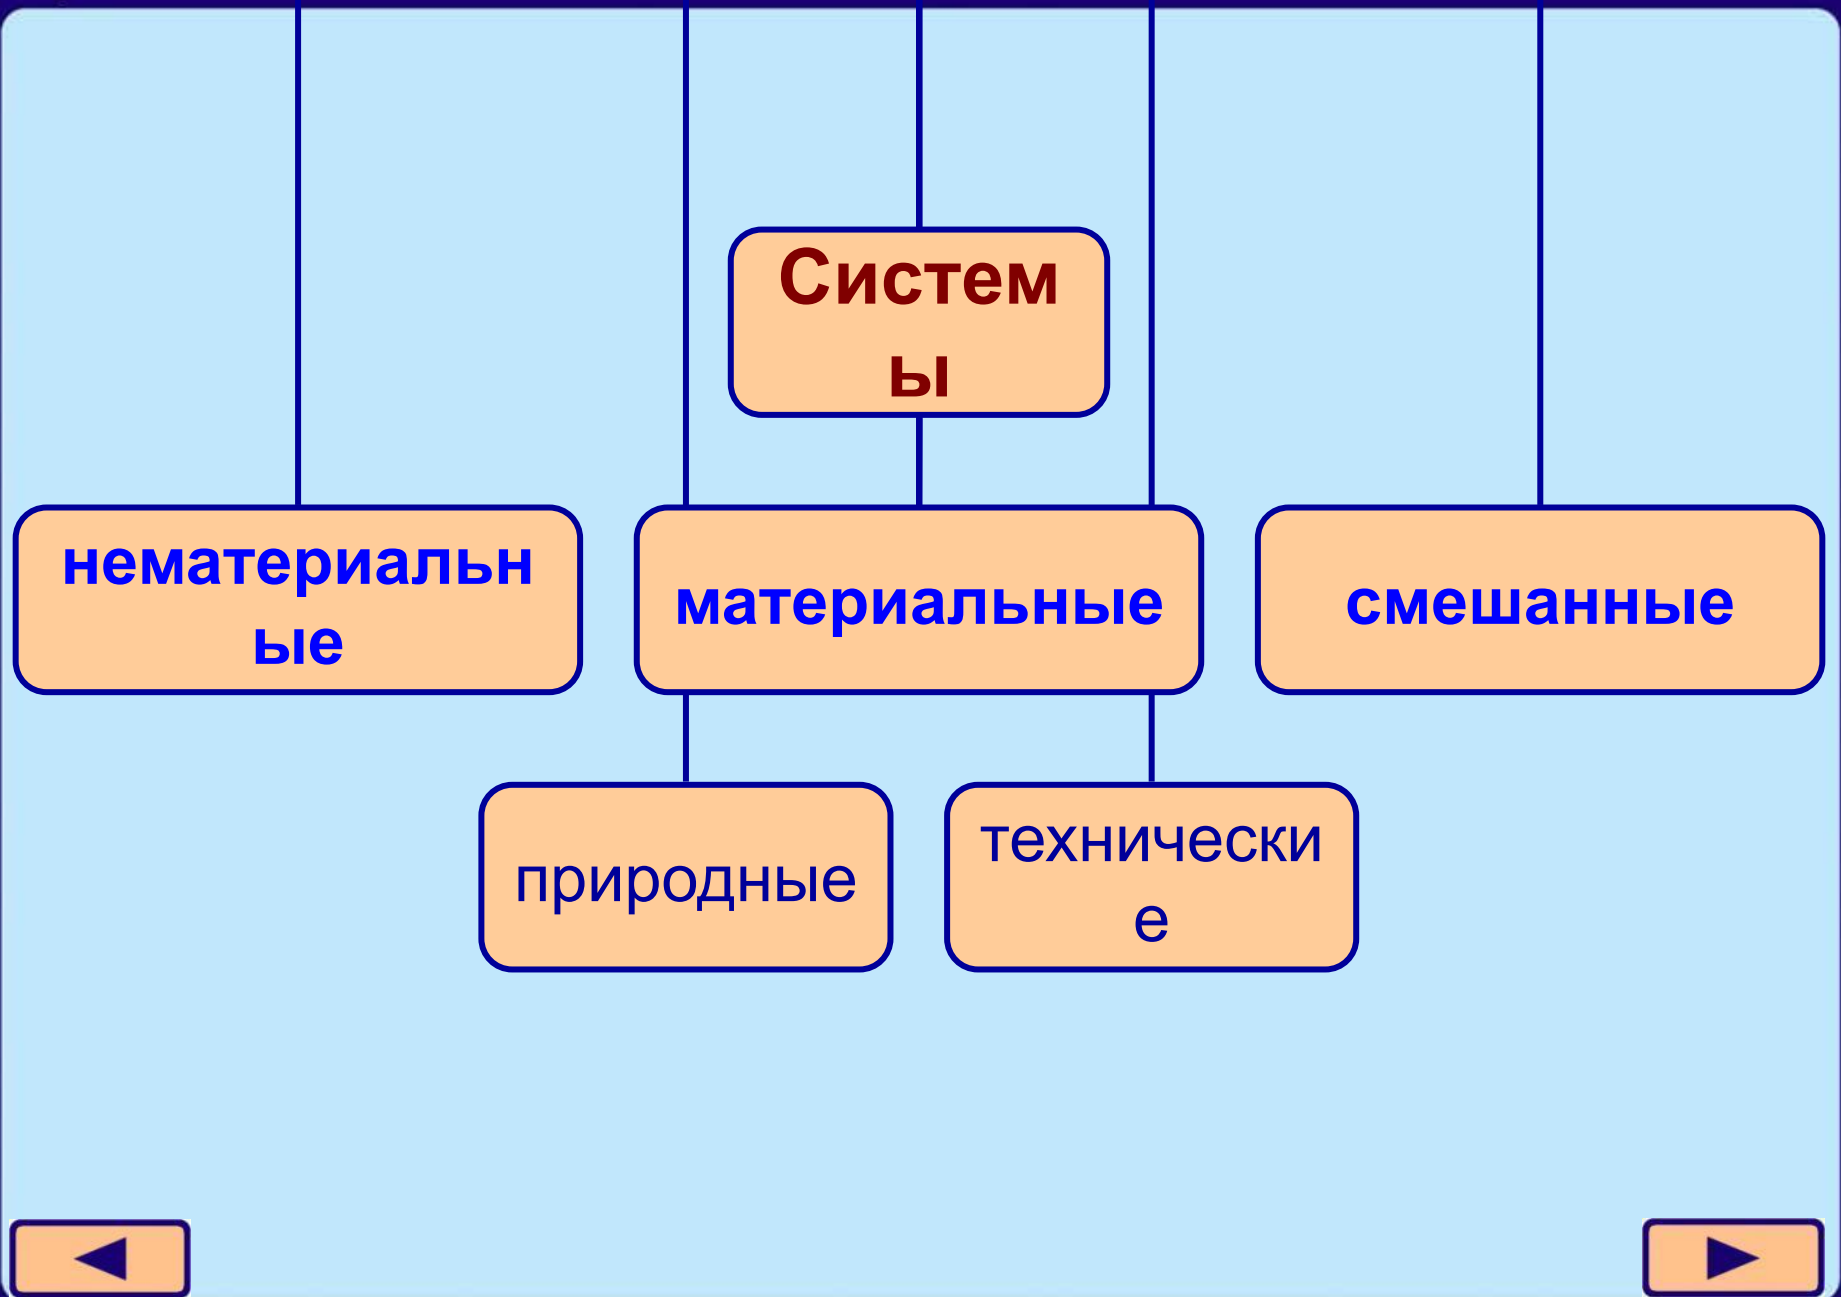 Систем
ы
нематериальн
ые
материальные
смешанные
природные
технически
е